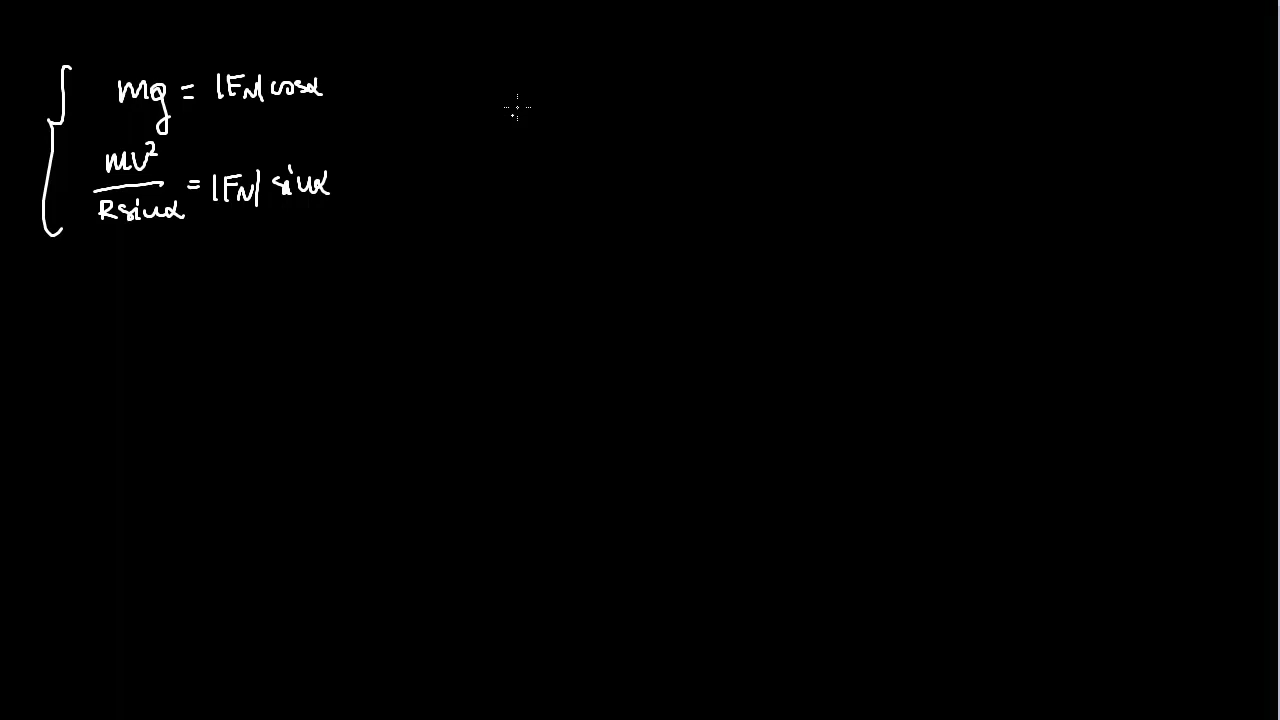 mg = |FN| cosα
mv²
――― = |FN| sinα
Rsinα